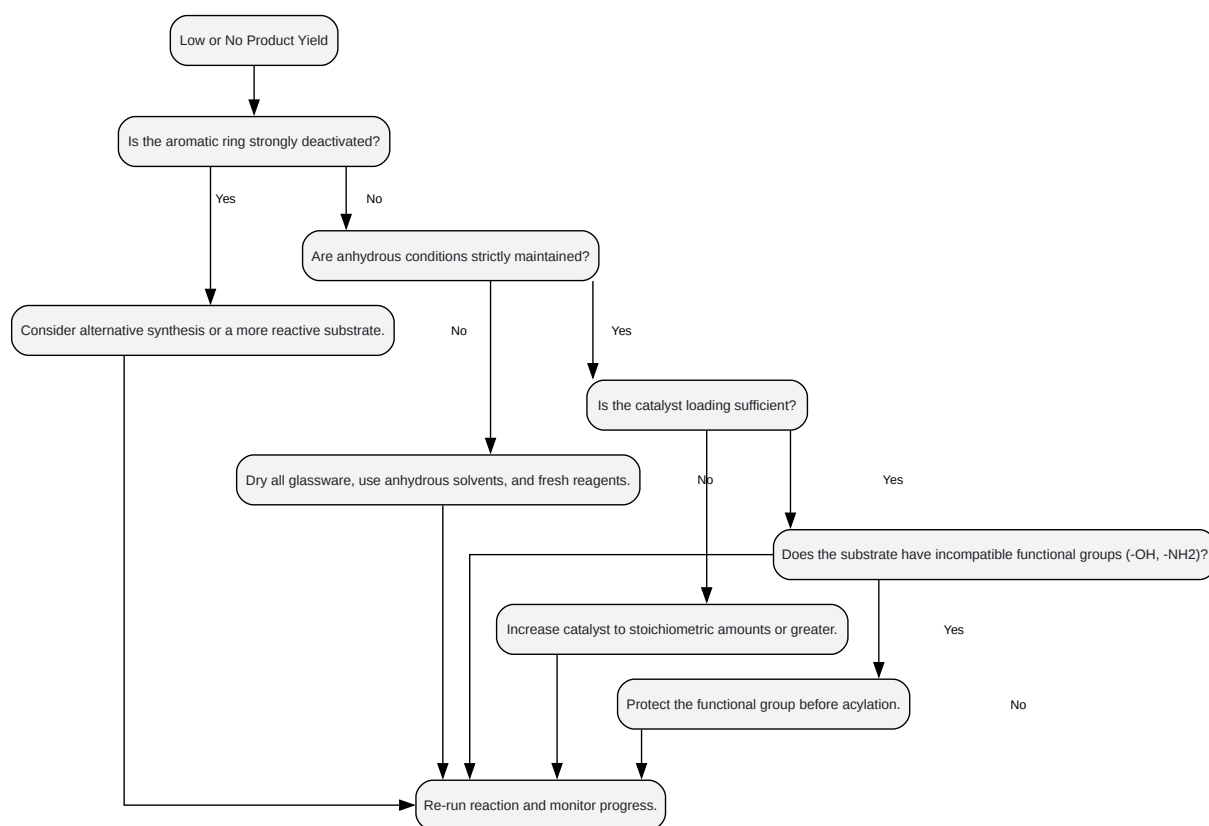 Low or No Product Yield
Is the aromatic ring strongly deactivated?
Yes
No
Are anhydrous conditions strictly maintained?
Consider alternative synthesis or a more reactive substrate.
No
Yes
Is the catalyst loading sufficient?
Dry all glassware, use anhydrous solvents, and fresh reagents.
No
Yes
Does the substrate have incompatible functional groups (-OH, -NH2)?
Increase catalyst to stoichiometric amounts or greater.
Yes
Protect the functional group before acylation.
No
Re-run reaction and monitor progress.